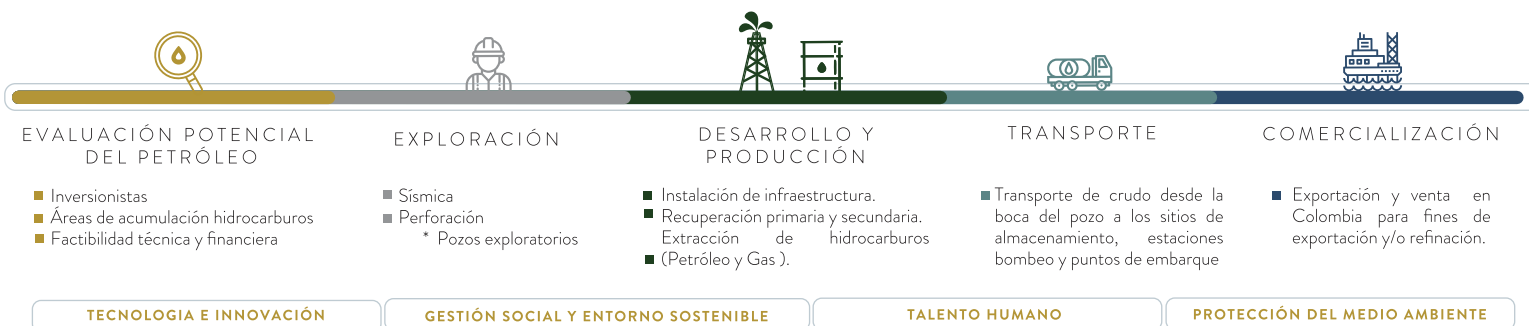 EVALUACIÓN POTENCIAL
DEL PETRÓLEO
Inversionistas
Áreas de acumulación hidrocarburos
Factibilidad técnica y financiera
EXPLORACIÓN
Sísmica
Perforación
* Pozos exploratorios
DESARROLLO Y
PRODUCCIÓN
Instalación de infraestructura.
Recuperación primaria y secundaria.
Extracción de hidrocarburos
(Petróleo y Gas ).
TRANSPORTE
Transporte de crudo desde la
boca del pozo a los sitios de
almacenamiento, estaciones
bombeo y puntos de embarque
COMERCIALIZACIÓN
Exportación y venta en
Colombia para fines de
exportación y/o refinación.
TECNOLOGIA E INNOVACIÓN
GESTIÓN SOCIAL Y ENTORNO SOSTENIBLE
TALENTO HUMANO
PROTECCIÓN DEL MEDIO AMBIENTE